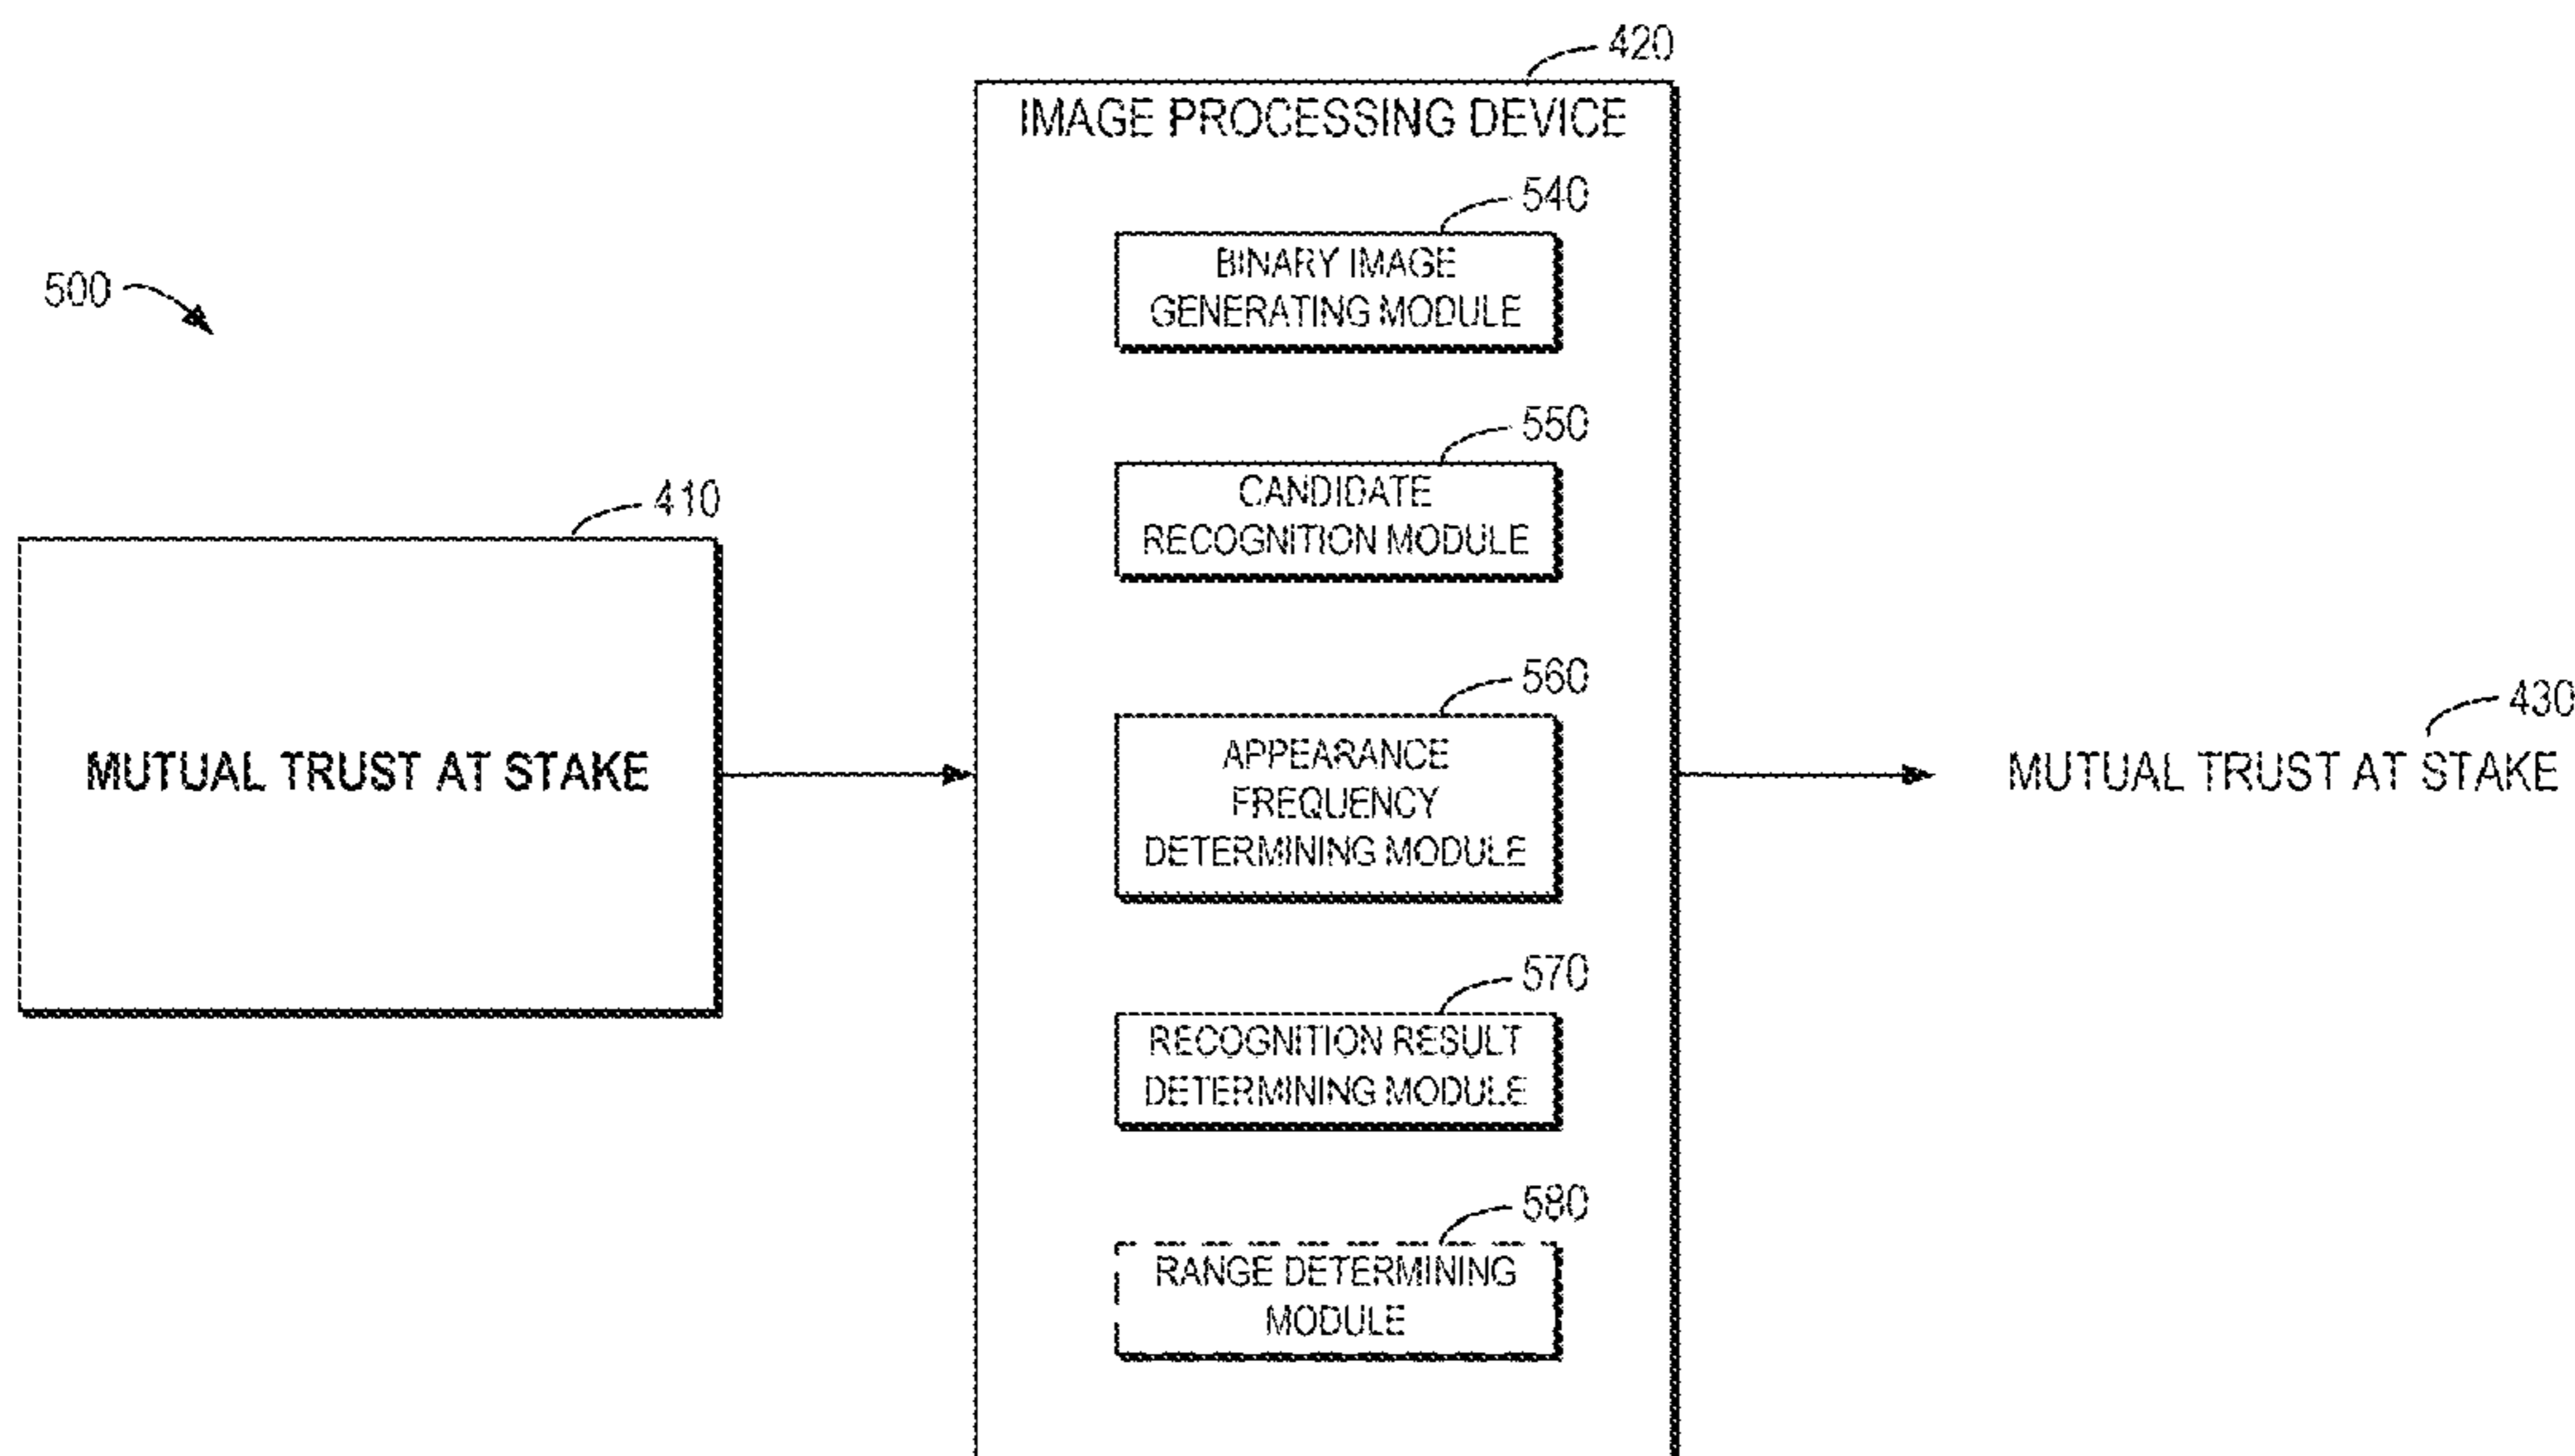 420
IMAGE PROCESSING DEVICE
540
BINARY IMAGE
GENERATING MODULE
500
550
CANDIDATE
RECOGNITION MODULE
410
MUTUAL TRUST AT STAKE
560
APPEARANCE
FREQUENCY
DETERMINING MODULE
430
MUTUAL TRUST AT STAKE
570
RECOGNITION RESULT
DETERMINING MODULE
580
RANGE DETERMINING
MODULE